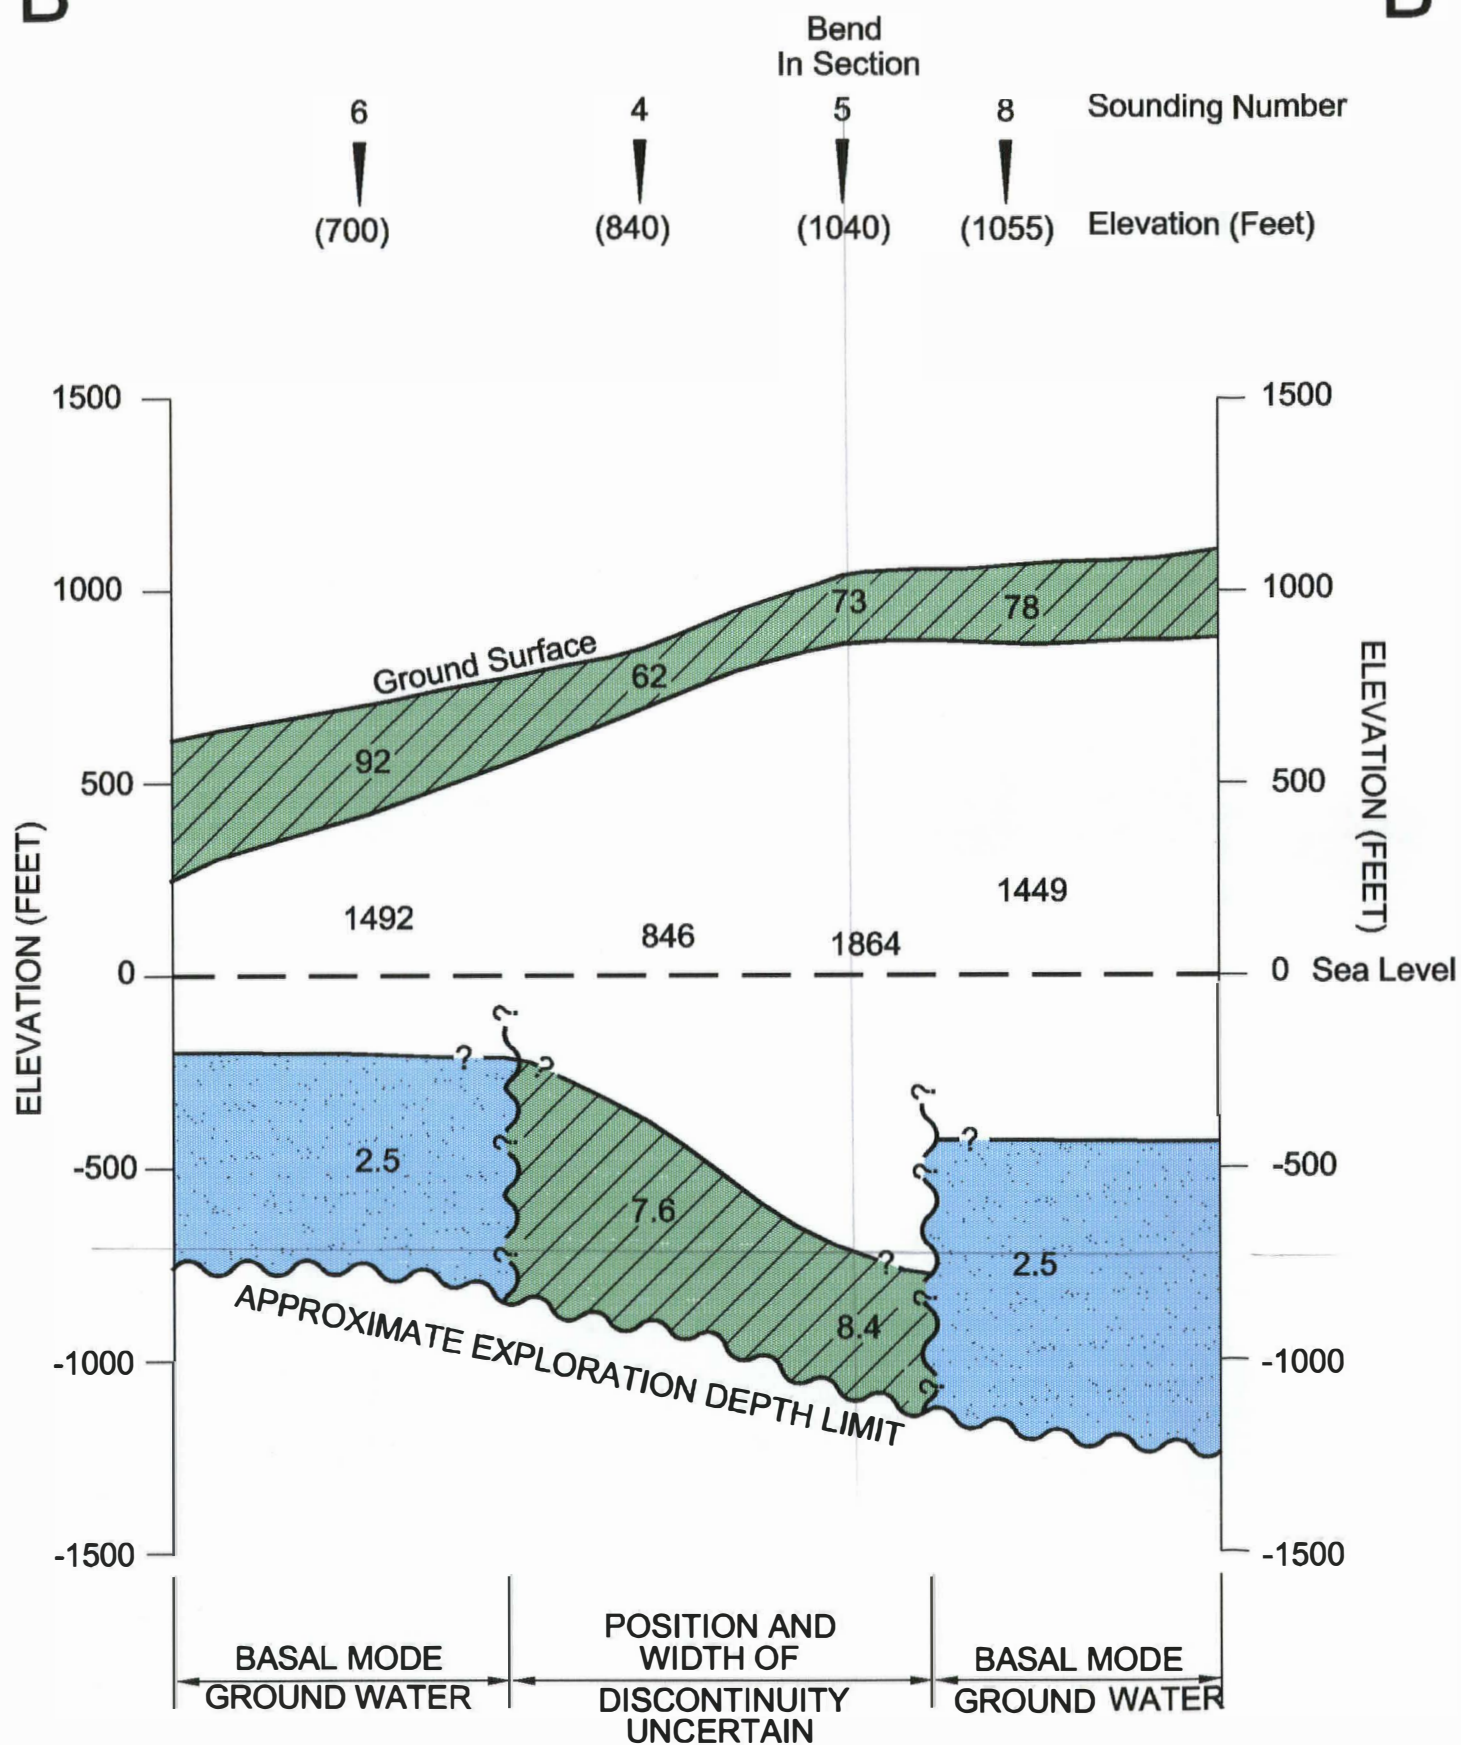 Bend
In Section
6 4 5 8 Sounding Number
(700) (840) (1040) (1055) Elevation (Feet)
1500 1500
1000 1000
73 78
Ground Surface
62
92
500 500
ELEVATION (FEET)
ELEVATION (FEET)
1449
1492 846 1864
0 0 Sea Level
?
? ?
?
? ?
2.5
-500 ? ? -500
7.6
? ? 2.5
?
8.4
APPROXIMATE EXPLORATION DEPTH LIMIT
-1000 ? -1000
-1500 -1500
BASAL MODE
GROUND WATER
POSITION AND
WIDTH OF
DISCONTINUITY
UNCERTAIN
BASAL MODE
GROUND WATER